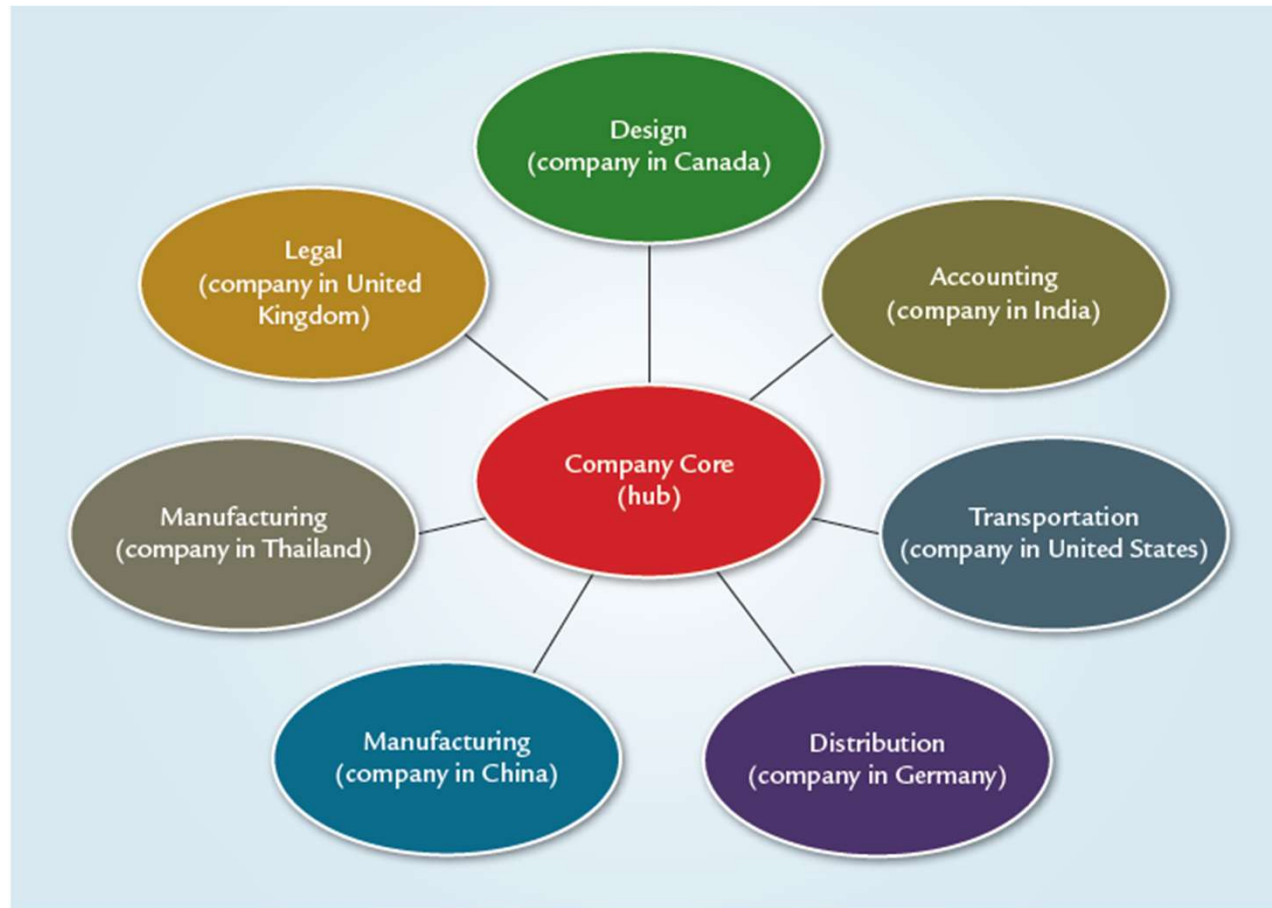 Design
(company in Canada)
Legal
(company in United
Kingdom)
Accounting
(company in India)
Company Core
(hub)
Manufacturing
(company in Thailand)
Transportation
(company in United States)
Manufacturing
(company in China)
Distribution
(company in Germany)